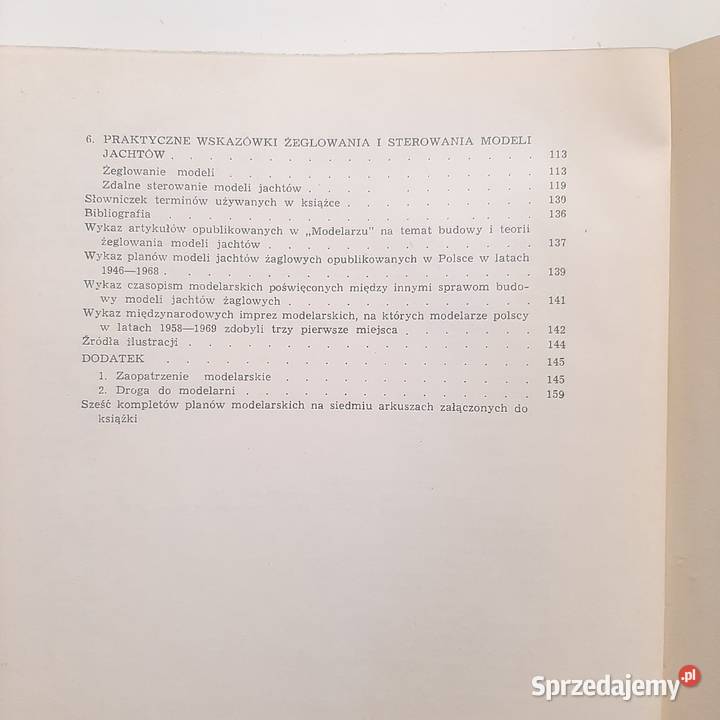 6. PRAKTYCZNE WSKAZÓWKI ŻEGLOWANIA I STEROWANIA MODELI
JACHTÓW . . . . . . . . . . . . . . . . . 113
Żeglowanie modeli . . . . . . . . . . . . . . . 113
Zdalne sterowanie modeli jachtów . . . . . . . . . 119
Słowniczek terminów używanych w książce . . . . . . . . 130
Bibliografia . . . . . . . . . . . . . . . . . . 136
Wykaz artykułów opublikowanych w „Modelarzu" na temat budowy i teorii
żeglowania modeli jachtów . . . . . . . . . . . . 137
Wykaz planów modeli jachtów żaglowych opublikowanych w Polsce w latach
1946—1968 . . . . . . . . . . . . . . . . . . 139
Wykaz czasopism modelarskich poświęconych między innymi sprawom budo-
wy modeli jachtów żaglowych . . . . . . . . . . . 141
Wykaz międzynarodowych imprez modelarskich, na których modelarze polscy
w latach 1958—1969 zdobyli trzy pierwsze miejsca . . . . . . 142
Źródła ilustracji . . . . . . . . . . . . . . . . 144
DODATEK . . . . . . . . . . . . . . . . . . 145
1. Zaopatrzenie modelarskie . . . . . . . . . . . 145
2. Droga do modelarni . . . . . . . . . . . . . 159
Sześć kompletów planów modelarskich na siedmiu arkuszach załączonych do
książki
Sprzedajemy.pl